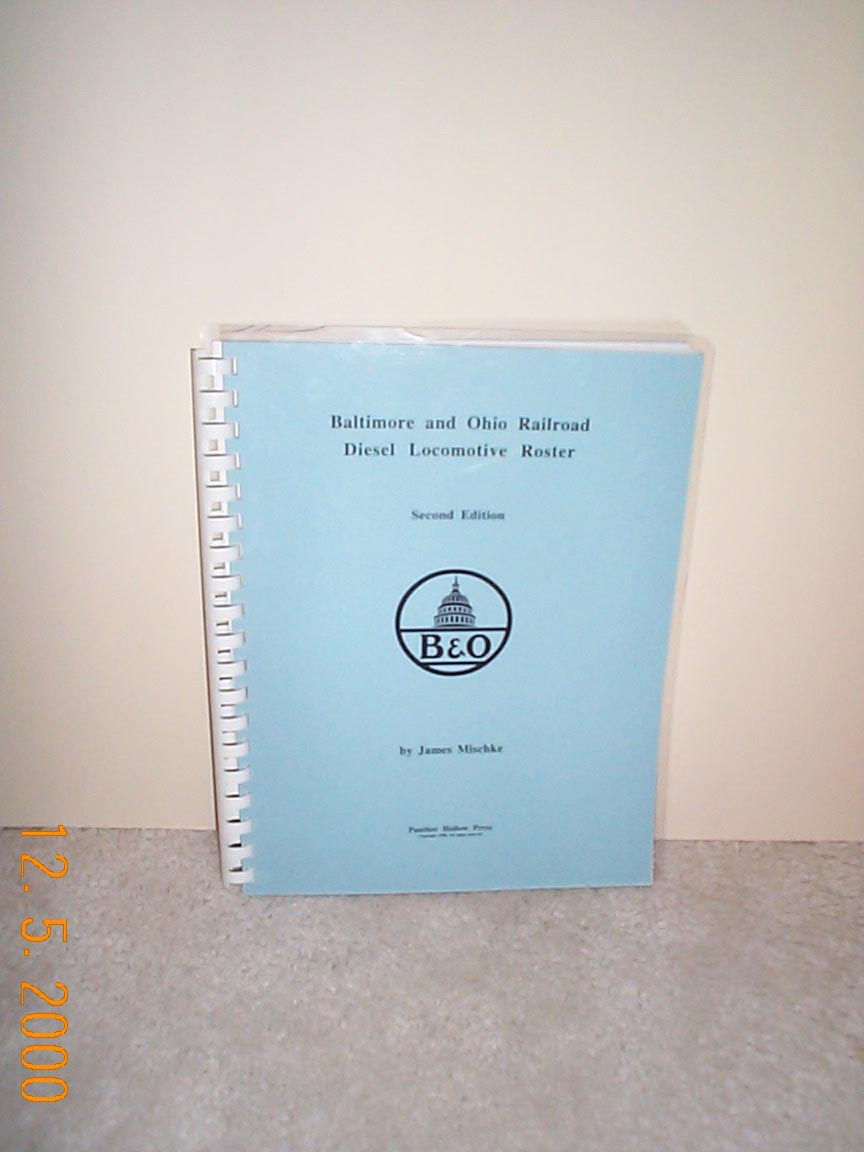 Baltimore and Ohio Railroad
Diesel Locomotive Roster
Second Edition
B&O
by James Mischke
Panther Hollow Press
12. 5. 2000